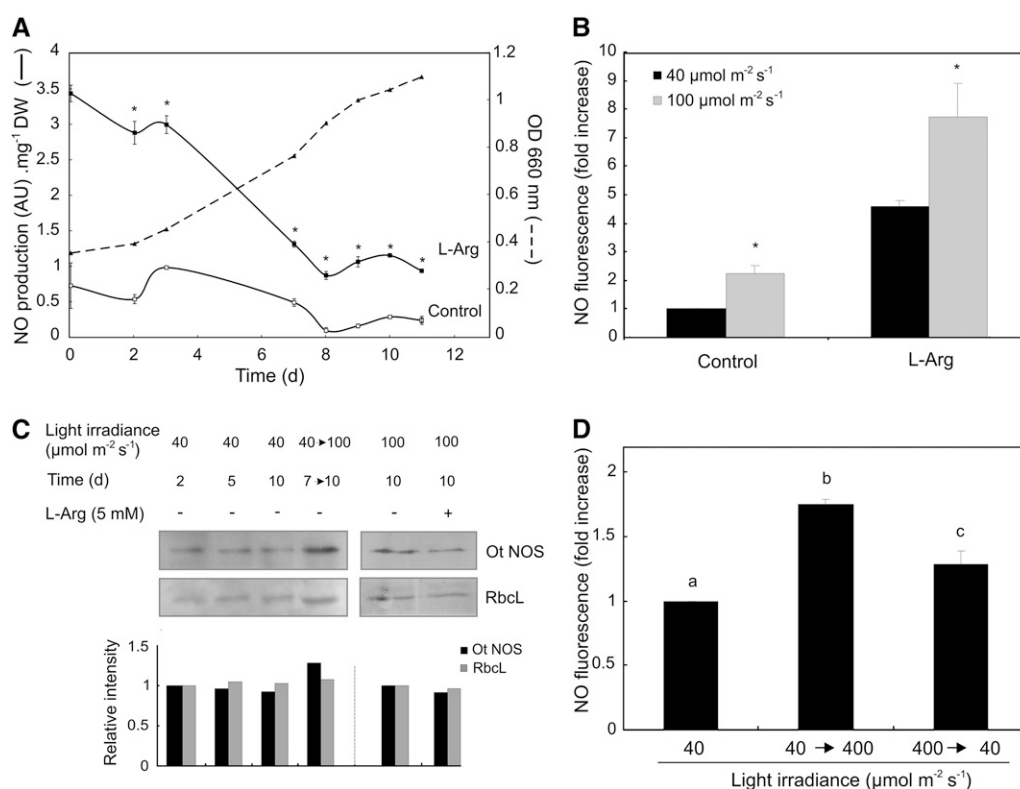 A
NO production (AU) .mg⁻¹ DW (—)
4
3.5
3
2.5
2
1.5
1
0.5
0
* * * * * * *
L-Arg
Control
0 2 4 6 8 10 12
Time (d)
1.2
1
0.8
0.6
0.4
0.2
0
OD 660 nm (---)
B
NO fluorescence (fold increase)
10
9
8
7
6
5
4
3
2
1
0
40 µmol m⁻² s⁻¹
100 µmol m⁻² s⁻¹
*
*
Control L-Arg
C
Light irradiance
(µmol m⁻² s⁻¹) 40 40 40 40►100 100 100
Time (d) 2 5 10 7►10 10 10
L-Arg (5 mM) - - - - - +
Ot NOS
RbcL
Relative intensity
1.5
1
0.5
0
Ot NOS
RbcL
D
NO fluorescence (fold increase)
2
1.5
1
0.5
0
a b c
40 40 → 400 400 → 40
Light irradiance (µmol m⁻² s⁻¹)